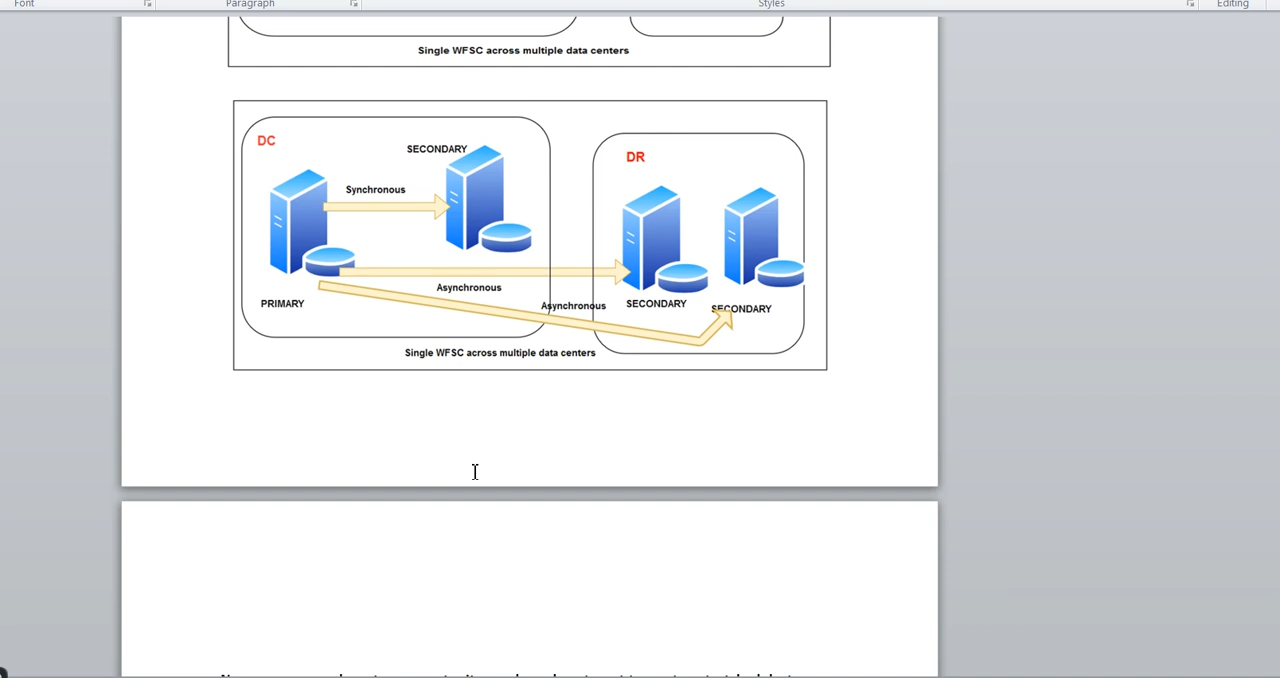 Font
Paragraph
Styles
Editing
Single WFSC across multiple data centers
DC
SECONDARY
DR
Synchronous
Asynchronous
Asynchronous
PRIMARY
SECONDARY
SECONDARY
Single WFSC across multiple data centers